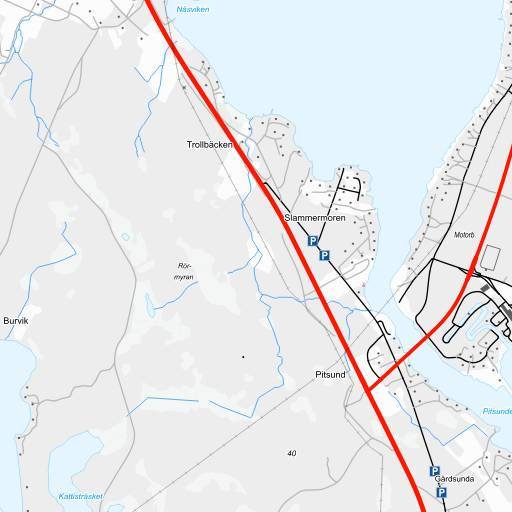 Näsviken
Trollbäcken
Slammermoren
P
P
Motorb.
Rör-
myran
Burvik
Pitsund
Pitsunde
40
P
P
Gårdsunda
Kattisträsket